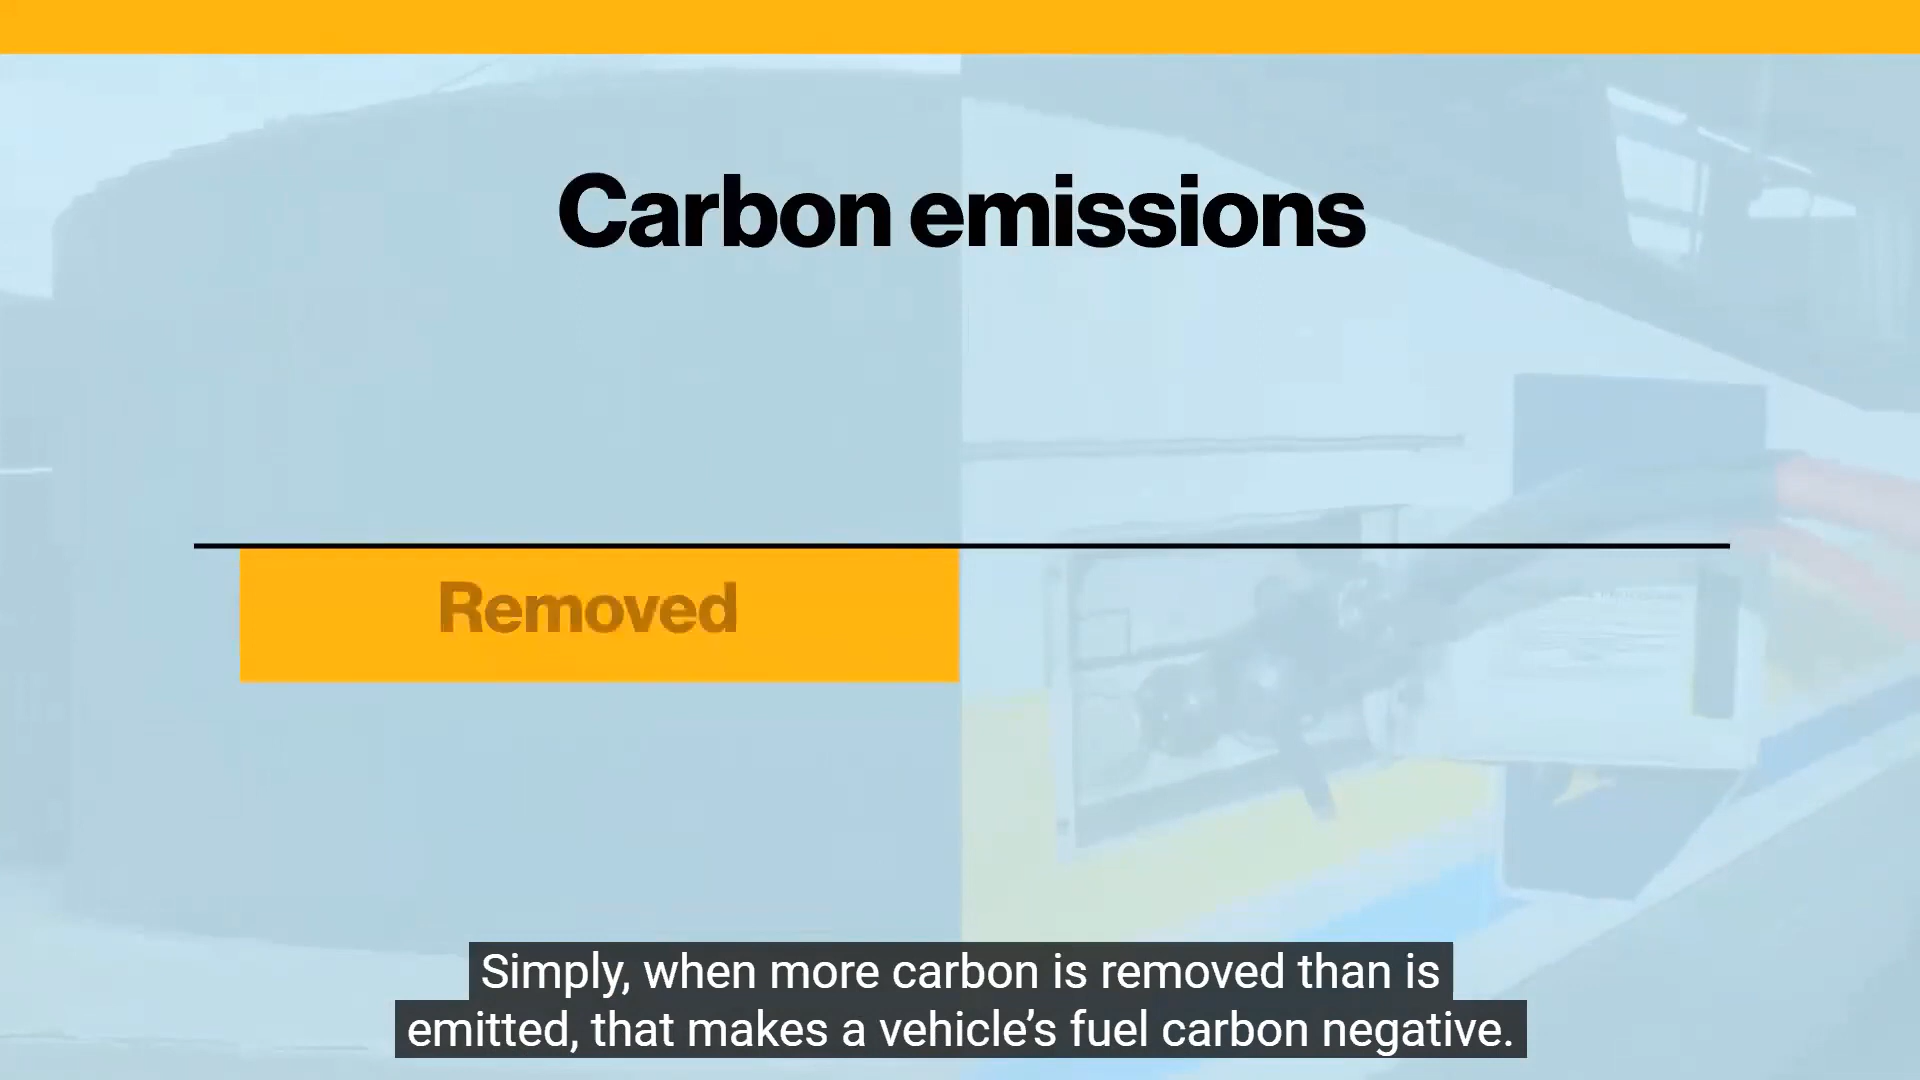 Carbon emissions
Removed
Simply, when more carbon is removed than is
emitted, that makes a vehicle’s fuel carbon negative.